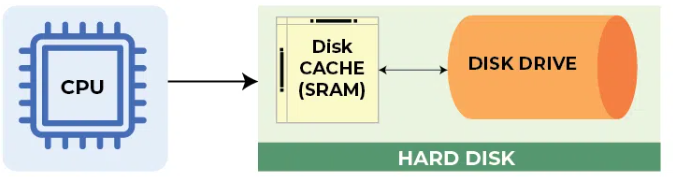 CPU
Disk
CACHE
(SRAM)
DISK DRIVE
HARD DISK